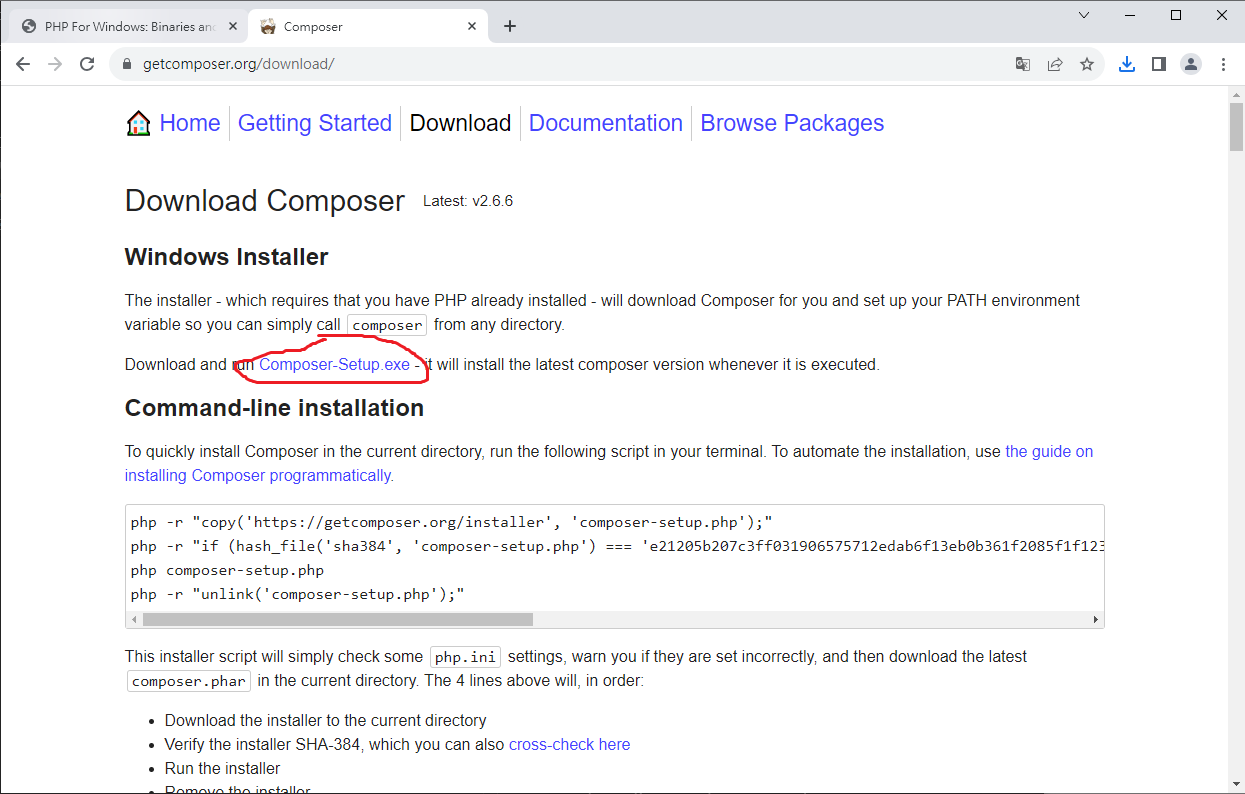 PHP For Windows: Binaries and
Composer
getcomposer.org/download/
Home
Getting Started
Download
Documentation
Browse Packages
Download Composer
Latest: v2.6.6
Windows Installer
The installer - which requires that you have PHP already installed - will download Composer for you and set up your PATH environment
variable so you can simply call composer from any directory.
Download and run Composer-Setup.exe - it will install the latest composer version whenever it is executed.
Command-line installation
To quickly install Composer in the current directory, run the following script in your terminal. To automate the installation, use the guide on
installing Composer programmatically.
php -r "copy('https://getcomposer.org/installer', 'composer-setup.php');"
php -r "if (hash_file('sha384', 'composer-setup.php') === 'e21205b207c3ff031906575712edab6f13eb0b361f2085f1f123
php composer-setup.php
php -r "unlink('composer-setup.php');"
This installer script will simply check some php.ini settings, warn you if they are set incorrectly, and then download the latest
composer.phar in the current directory. The 4 lines above will, in order:
• Download the installer to the current directory
• Verify the installer SHA-384, which you can also cross-check here
• Run the installer
• Remove the installer